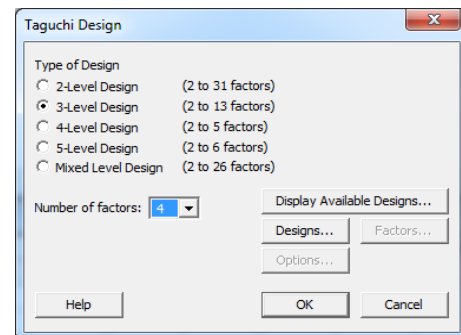 Taguchi Design
Type of Design
2-Level Design (2 to 31 factors)
3-Level Design (2 to 13 factors)
4-Level Design (2 to 5 factors)
5-Level Design (2 to 6 factors)
Mixed Level Design (2 to 26 factors)
Number of factors: 4
Display Available Designs...
Designs... Factors...
Options...
Help OK Cancel